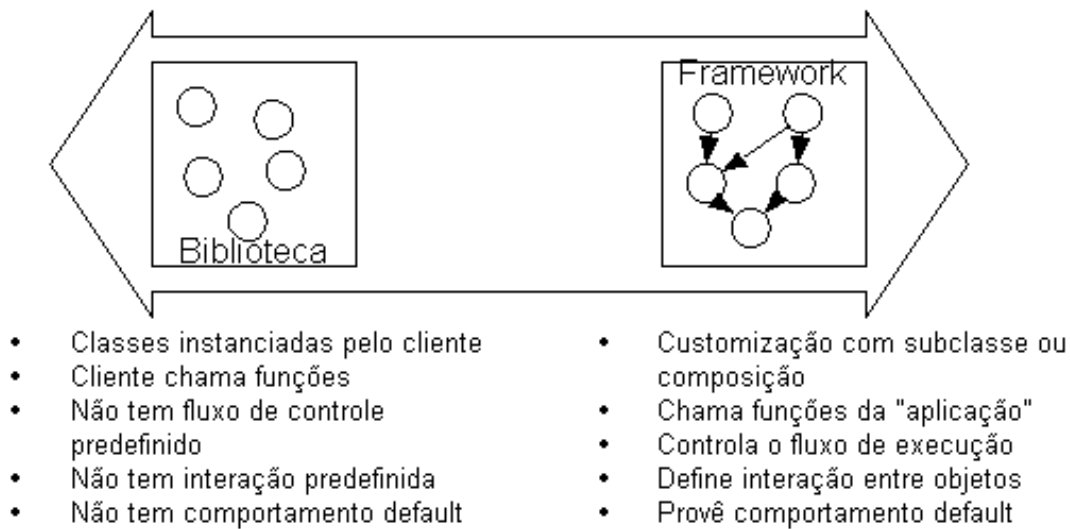 Framework
Biblioteca
• Classes instanciadas pelo cliente
• Cliente chama funções
• Não tem fluxo de controle
predefinido
• Não tem interação predefinida
• Não tem comportamento default
• Customização com subclasse ou
composição
• Chama funções da "aplicação"
• Controla o fluxo de execução
• Define interação entre objetos
• Provê comportamento default